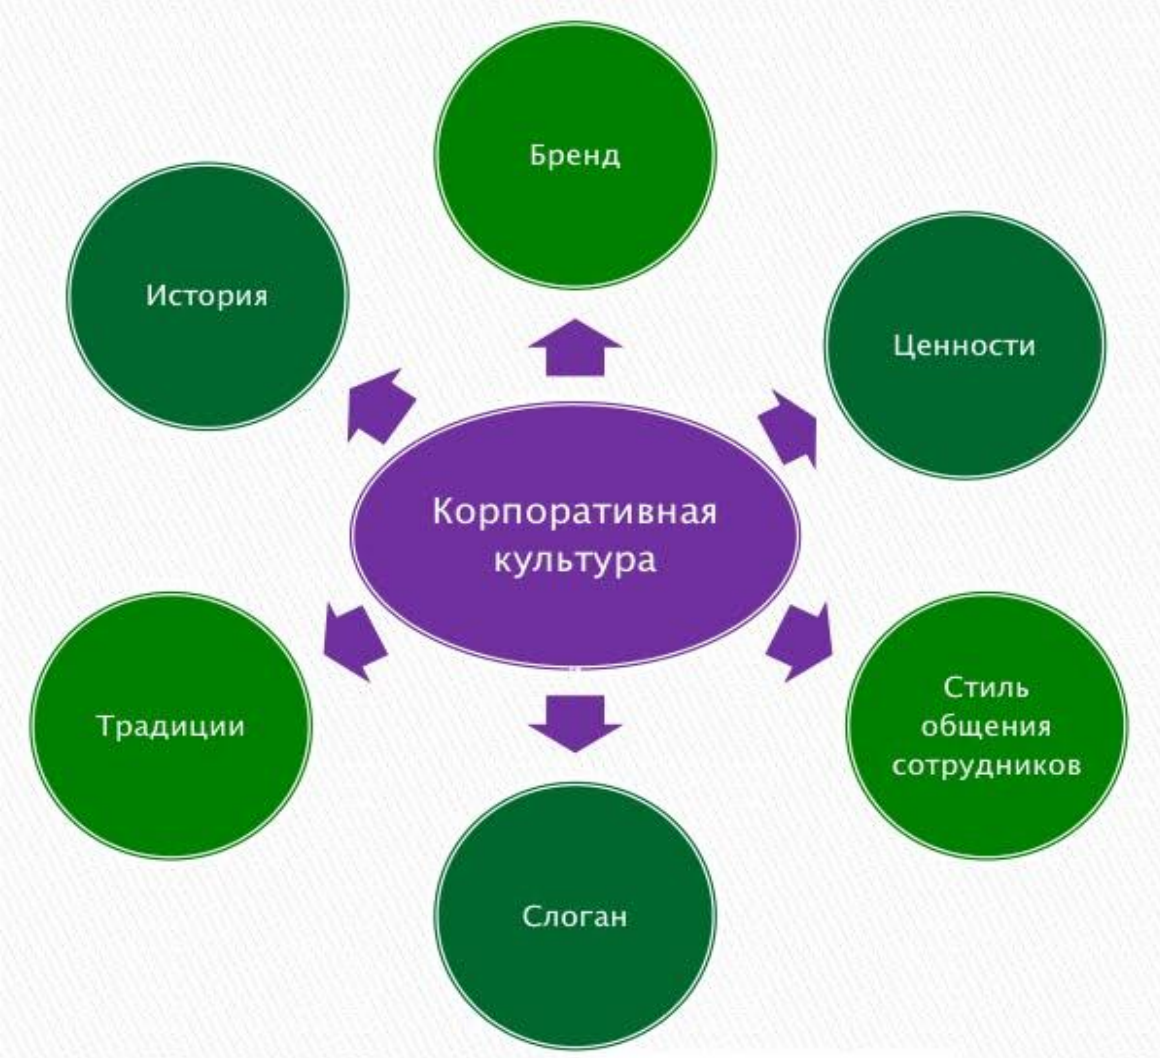 Бренд
История
Ценности
Корпоративная
культура
Традиции
Стиль
общения
сотрудников
Слоган